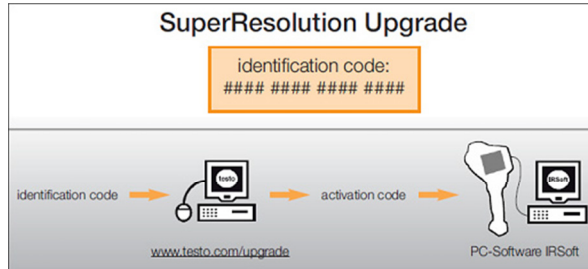 SuperResolution Upgrade
identification code:
#### #### #### ####
identification code
testo
activation code
IRSoft
www.testo.com/upgrade
PC-Software IRSoft